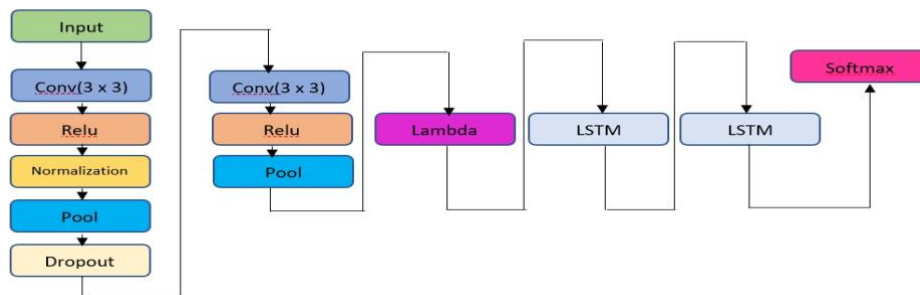 Input
Conv(3 x 3)
Relu
Normalization
Pool
Dropout
Conv(3 x 3)
Relu
Pool
Lambda
LSTM
LSTM
Softmax